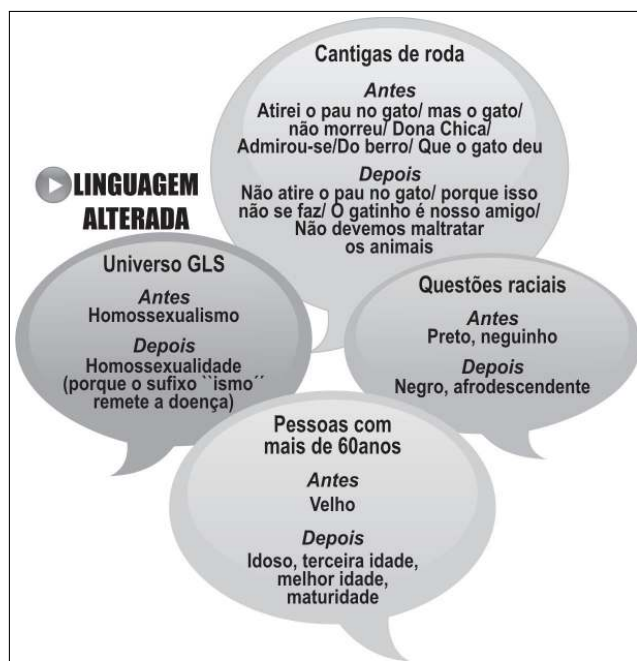 Cantigas de roda
Antes
Atirei o pau no gato/ mas o gato/
não morreu/ Dona Chica/
Admirou-se/Do berro/ Que o gato deu
Depois
Não atire o pau no gato/ porque isso
não se faz/ O gatinho é nosso amigo/
Não devemos maltratar
os animais
LINGUAGEM
ALTERADA
Universo GLS
Antes
Homossexualismo
Depois
Homossexualidade
(porque o sufixo ``ismo´´
remete a doença)
Questões raciais
Antes
Preto, neguinho
Depois
Negro, afrodescendente
Pessoas com
mais de 60anos
Antes
Velho
Depois
Idoso, terceira idade,
melhor idade,
maturidade